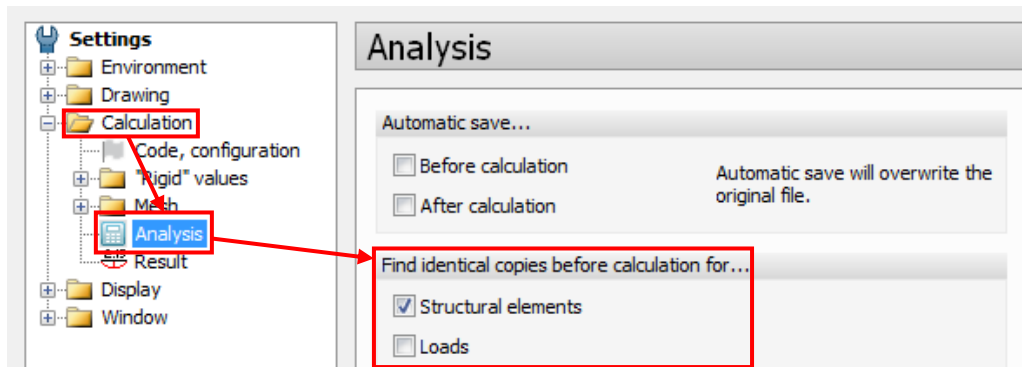 Settings
Environment
Drawing
Calculation
Code, configuration
"Rigid" values
Mesh
Analysis
Result
Display
Window
Analysis
Automatic save...
Before calculation
After calculation
Automatic save will overwrite the
original file.
Find identical copies before calculation for...
Structural elements
Loads